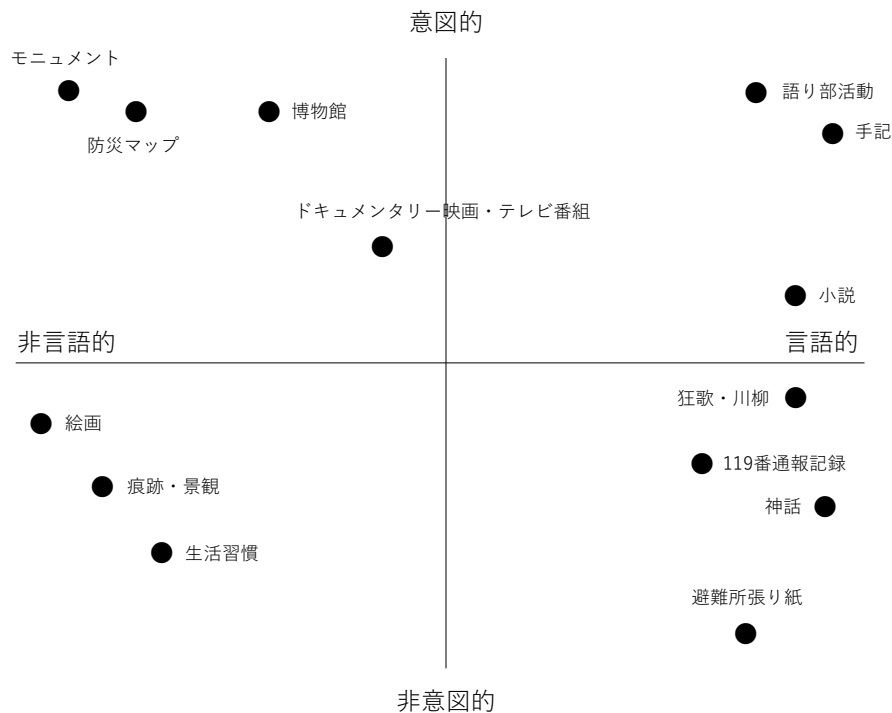 意図的
モニュメント
語り部活動
博物館
手記
防災マップ
ドキュメンタリー映画・テレビ番組
小説
非言語的
言語的
狂歌・川柳
絵画
119番通報記録
痕跡・景観
神話
生活習慣
避難所張り紙
非意図的